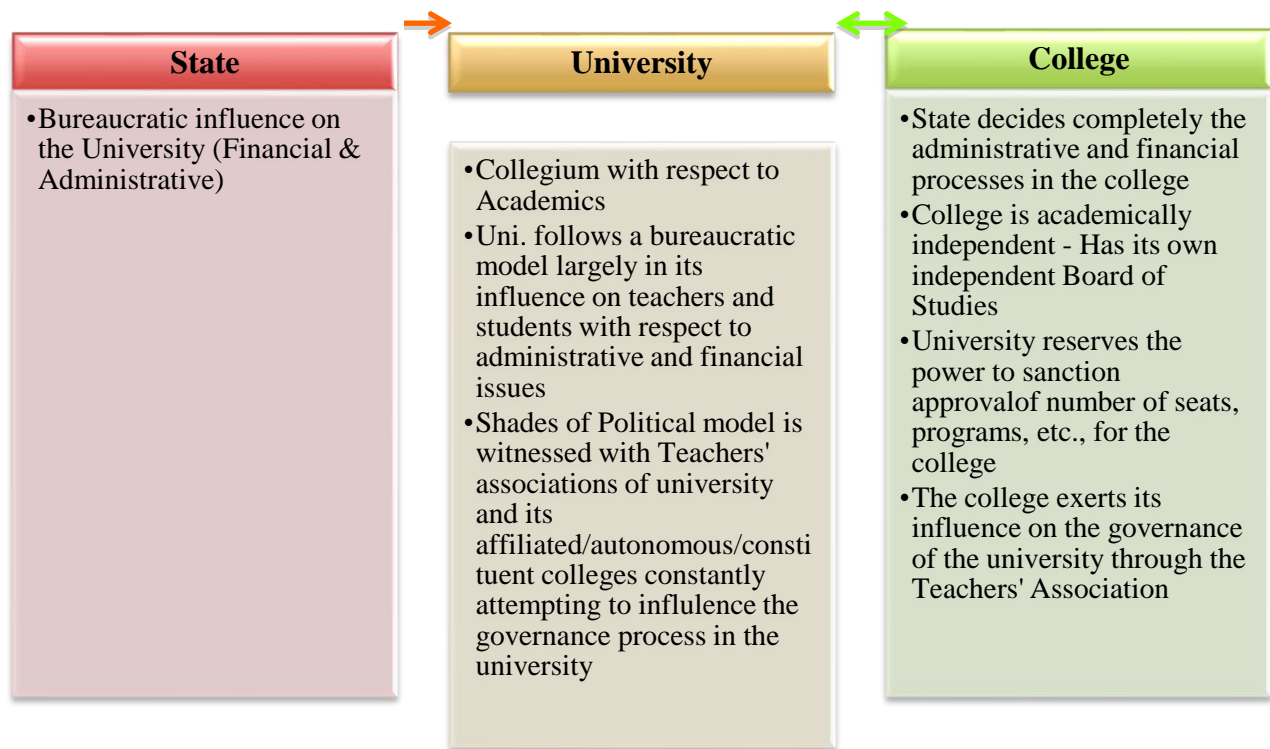 State
•Bureaucratic influence on
the University (Financial &
Administrative)
University
•Collegium with respect to
Academics
•Uni. follows a bureaucratic
model largely in its
influence on teachers and
students with respect to
administrative and financial
issues
•Shades of Political model is
witnessed with Teachers'
associations of university
and its
affiliated/autonomous/consti
tuent colleges constantly
attempting to influlence the
governance process in the
university
College
•State decides completely the
administrative and financial
processes in the college
•College is academically
independent - Has its own
independent Board of
Studies
•University reserves the
power to sanction
approvalof number of seats,
programs, etc., for the
college
•The college exerts its
influence on the governance
of the university through the
Teachers' Association